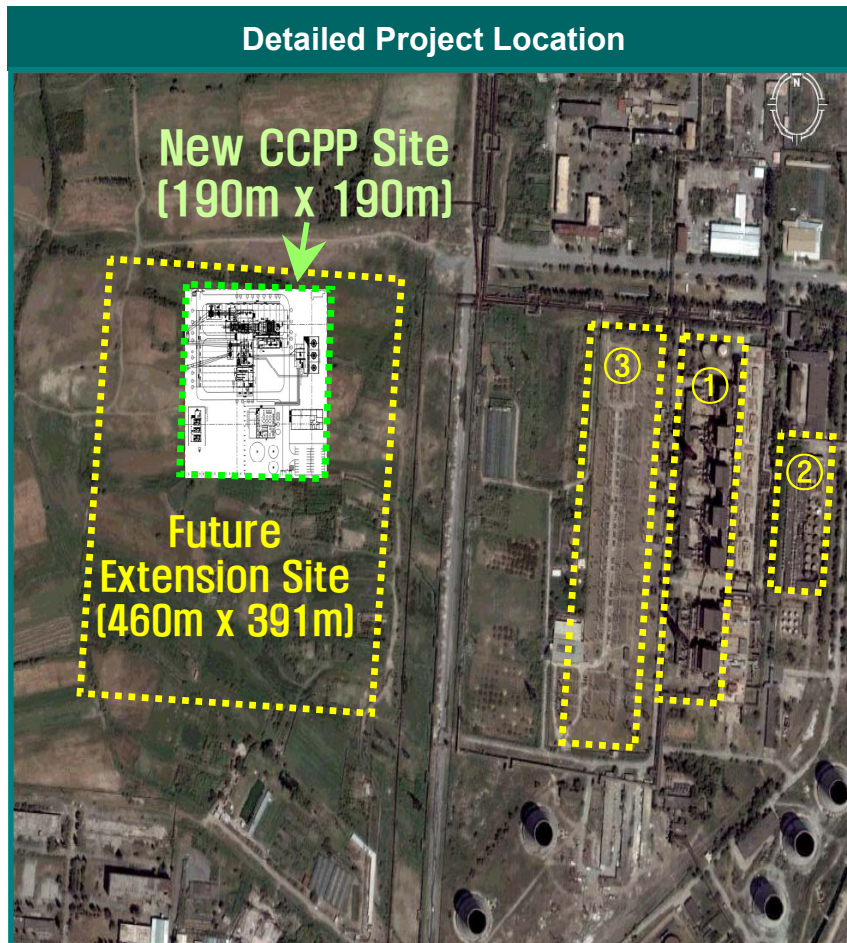 Detailed Project Location
N
New CCPP Site
(190m x 190m)
③
①
②
Future
Extension Site
(460m x 391m)